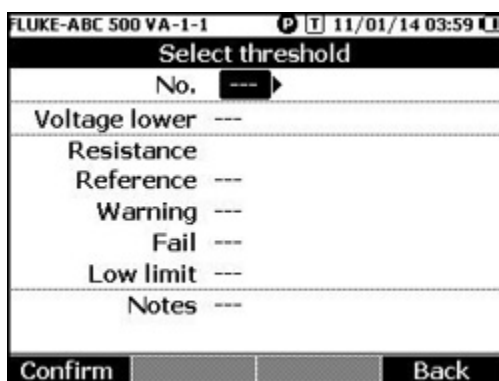 FLUKE-ABC 500 VA-1-1 P T 11/01/14 03:59
Select threshold
No. ---
Voltage lower ---
Resistance
Reference ---
Warning ---
Fail ---
Low limit ---
Notes ---
Confirm Back